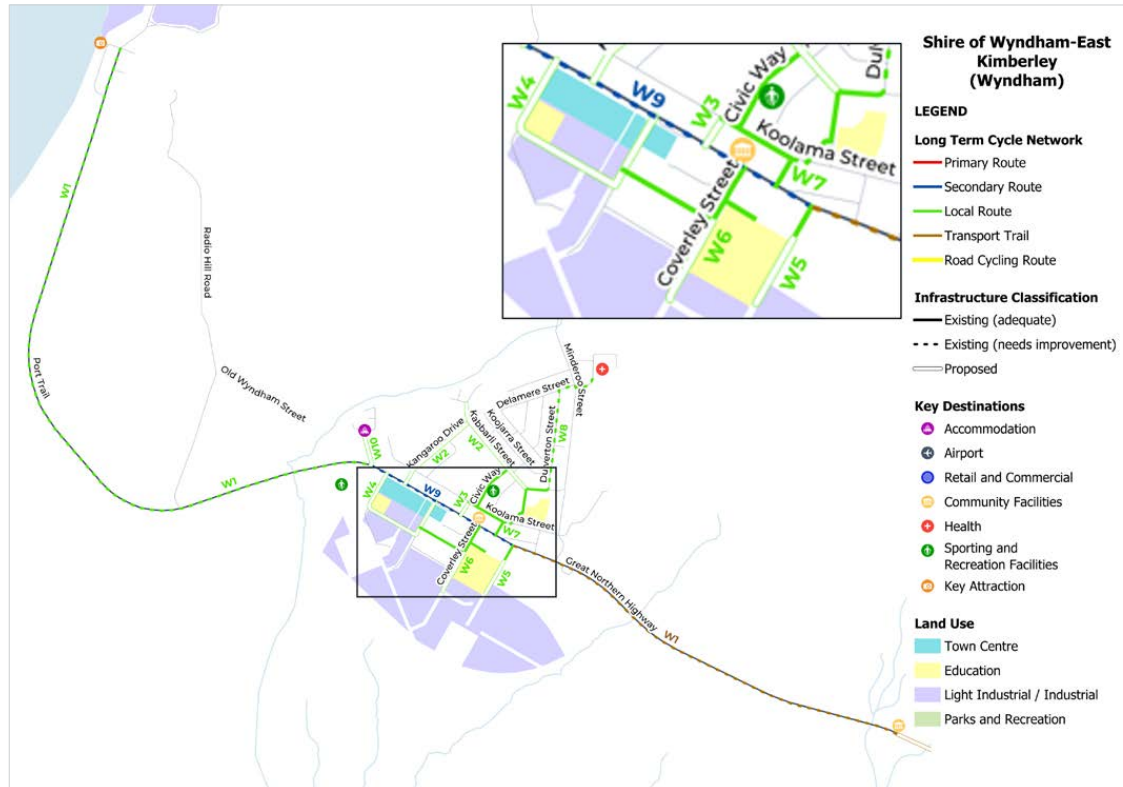 Shire of Wyndham-East
Kimberley
(Wyndham)
LEGEND
Long Term Cycle Network
Primary Route
Secondary Route
Local Route
Transport Trail
Road Cycling Route
Infrastructure Classification
Existing (adequate)
Existing (needs improvement)
Proposed
Key Destinations
Accommodation
Airport
Retail and Commercial
Community Facilities
Health
Sporting and
Recreation Facilities
Key Attraction
Land Use
Town Centre
Education
Light Industrial / Industrial
Parks and Recreation
W4
W9
W3
Civic Way
Koolama Street
W7
Coverley Street
W6
W5
W1
Radio Hill Road
Port Trail
Old Wyndham Street
W1
W10
Kangaroo Drive
W2
W2
Kabbarli Street
Koojarra Street
Delamere Street
Minderoo Street
Dulverton Street
W8
W4
W9
W3
Civic Way
Koolama Street
W7
Coverley Street
W6
W5
Great Northern Highway
W1